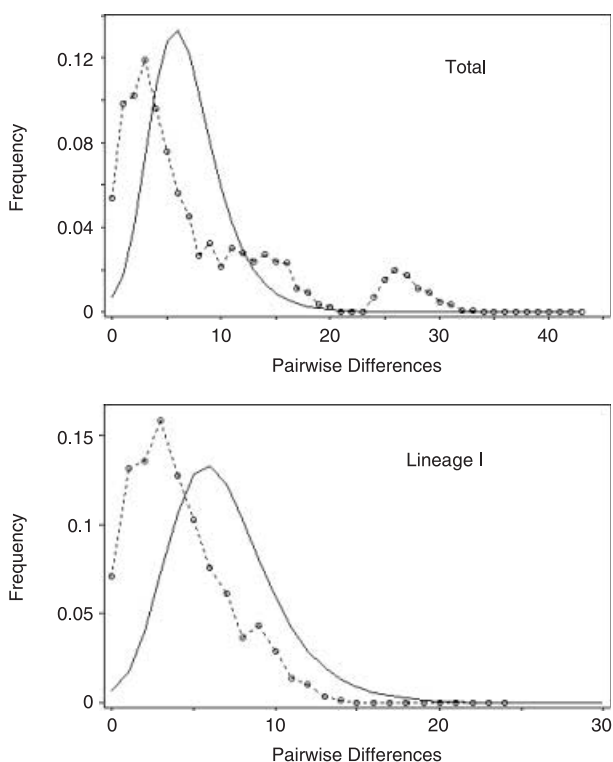 Total
Frequency
0.12
0.08
0.04
0
0 10 20 30 40
Pairwise Differences
Lineage I
Frequency
0.15
0.1
0.05
0
0 10 20 30
Pairwise Differences